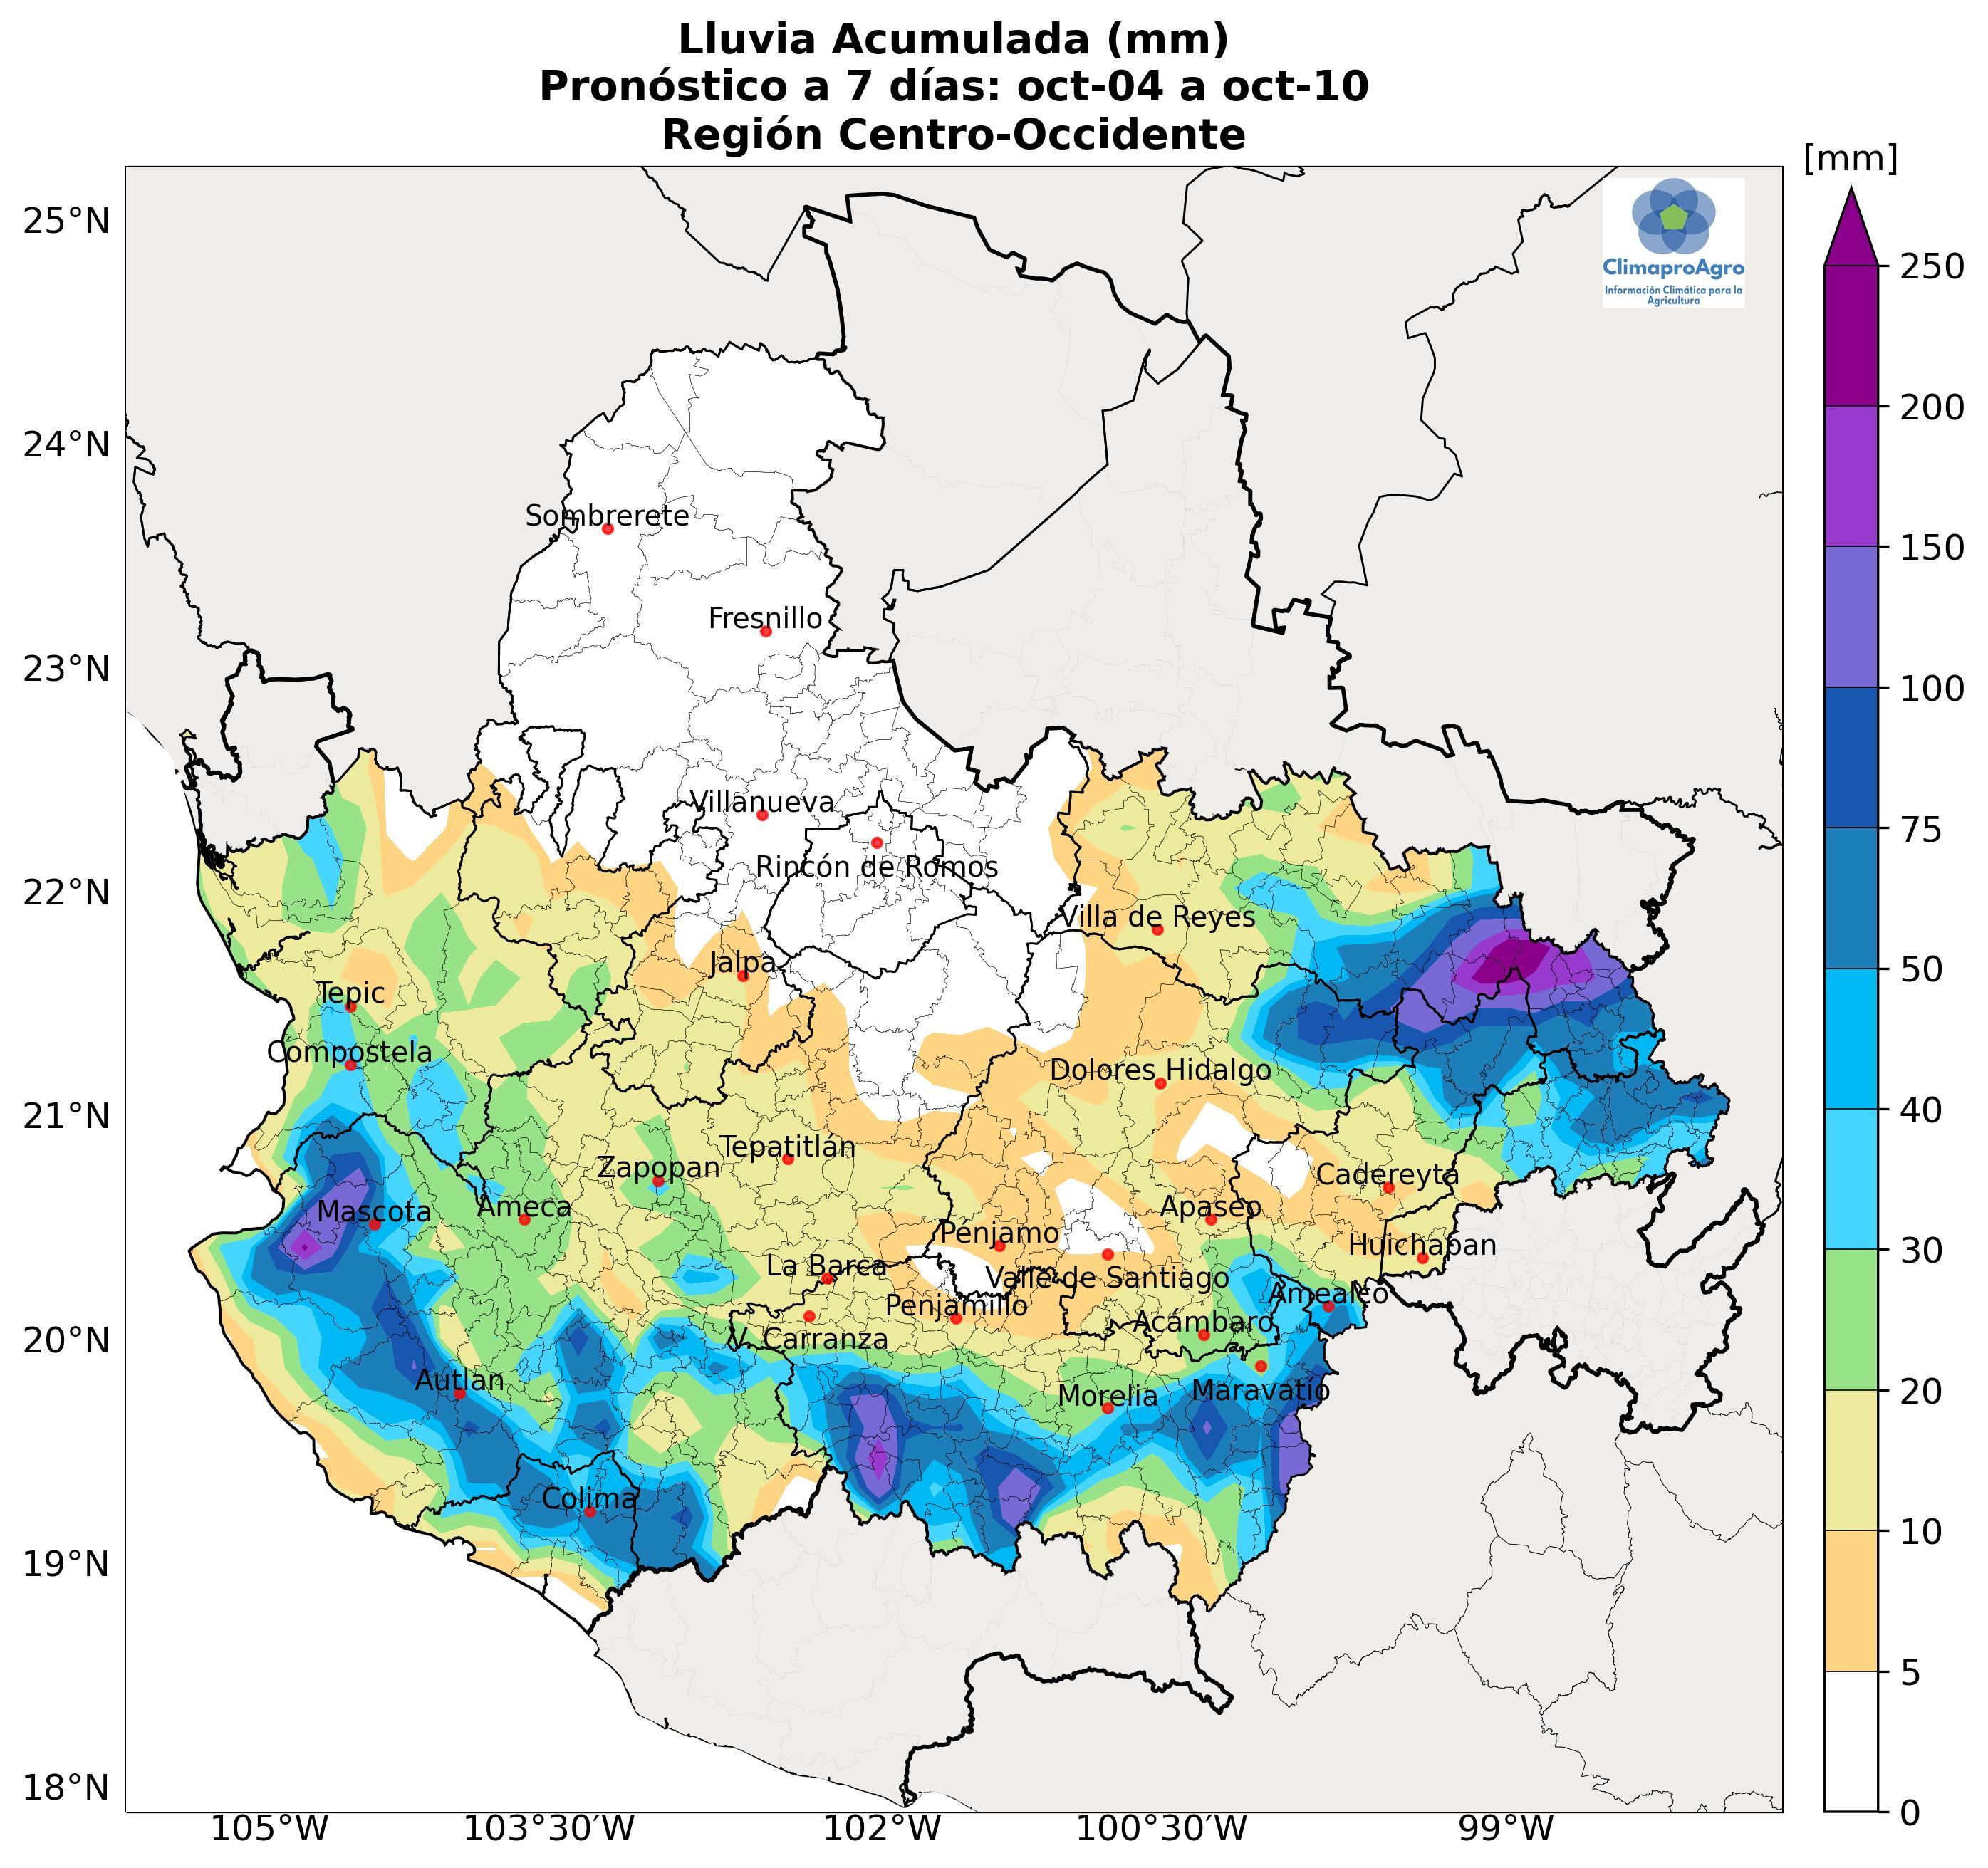 Lluvia Acumulada (mm)
Pronóstico a 7 días: oct-04 a oct-10
Región Centro-Occidente
[mm]
ClimaproAgro
Información Climática para la
Agricultura
25°N
24°N
23°N
22°N
21°N
20°N
19°N
18°N
Sombrerete
Fresnillo
Villanueva
Rincón de Romos
Villa de Reyes
Jalpa
Tepic
Compostela
Dolores Hidalgo
Tepatitlán
Zapopan
Cadereyta
Mascota
Ameca
Apaseo
Penjamo
Huichapan
La Barca
Valle de Santiago
Amealco
Penjamillo
Acámbaro
V. Carranza
Autlan
Morelia
Maravatío
Colima
105°W
103°30'W
102°W
100°30'W
99°W
250
200
150
100
75
50
40
30
20
10
5
0